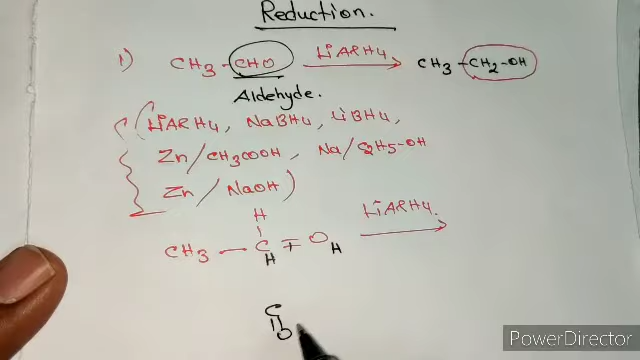 Reduction.
1) CH3-CHO LiAlH4 → CH3-CH2-OH
Aldehyde.
(LiAlH4, NaBH4, LiBH4,
Zn/CH3COOH, Na/C2H5-OH
Zn/NaOH)
H
CH3 — C = O LiAlH4. →
H H
C
=
O
PowerDirector